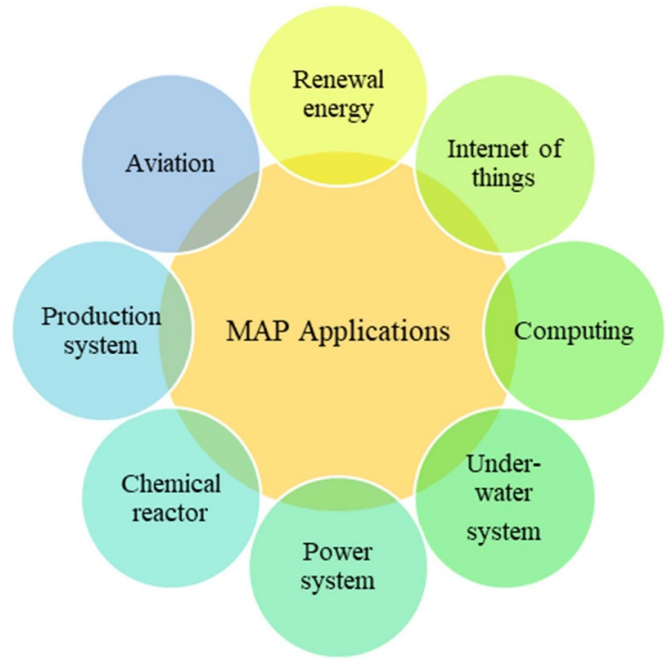 Renewal
energy
Internet of
things
Computing
Under-
water
system
Power
system
Chemical
reactor
Production
system
Aviation
MAP Applications